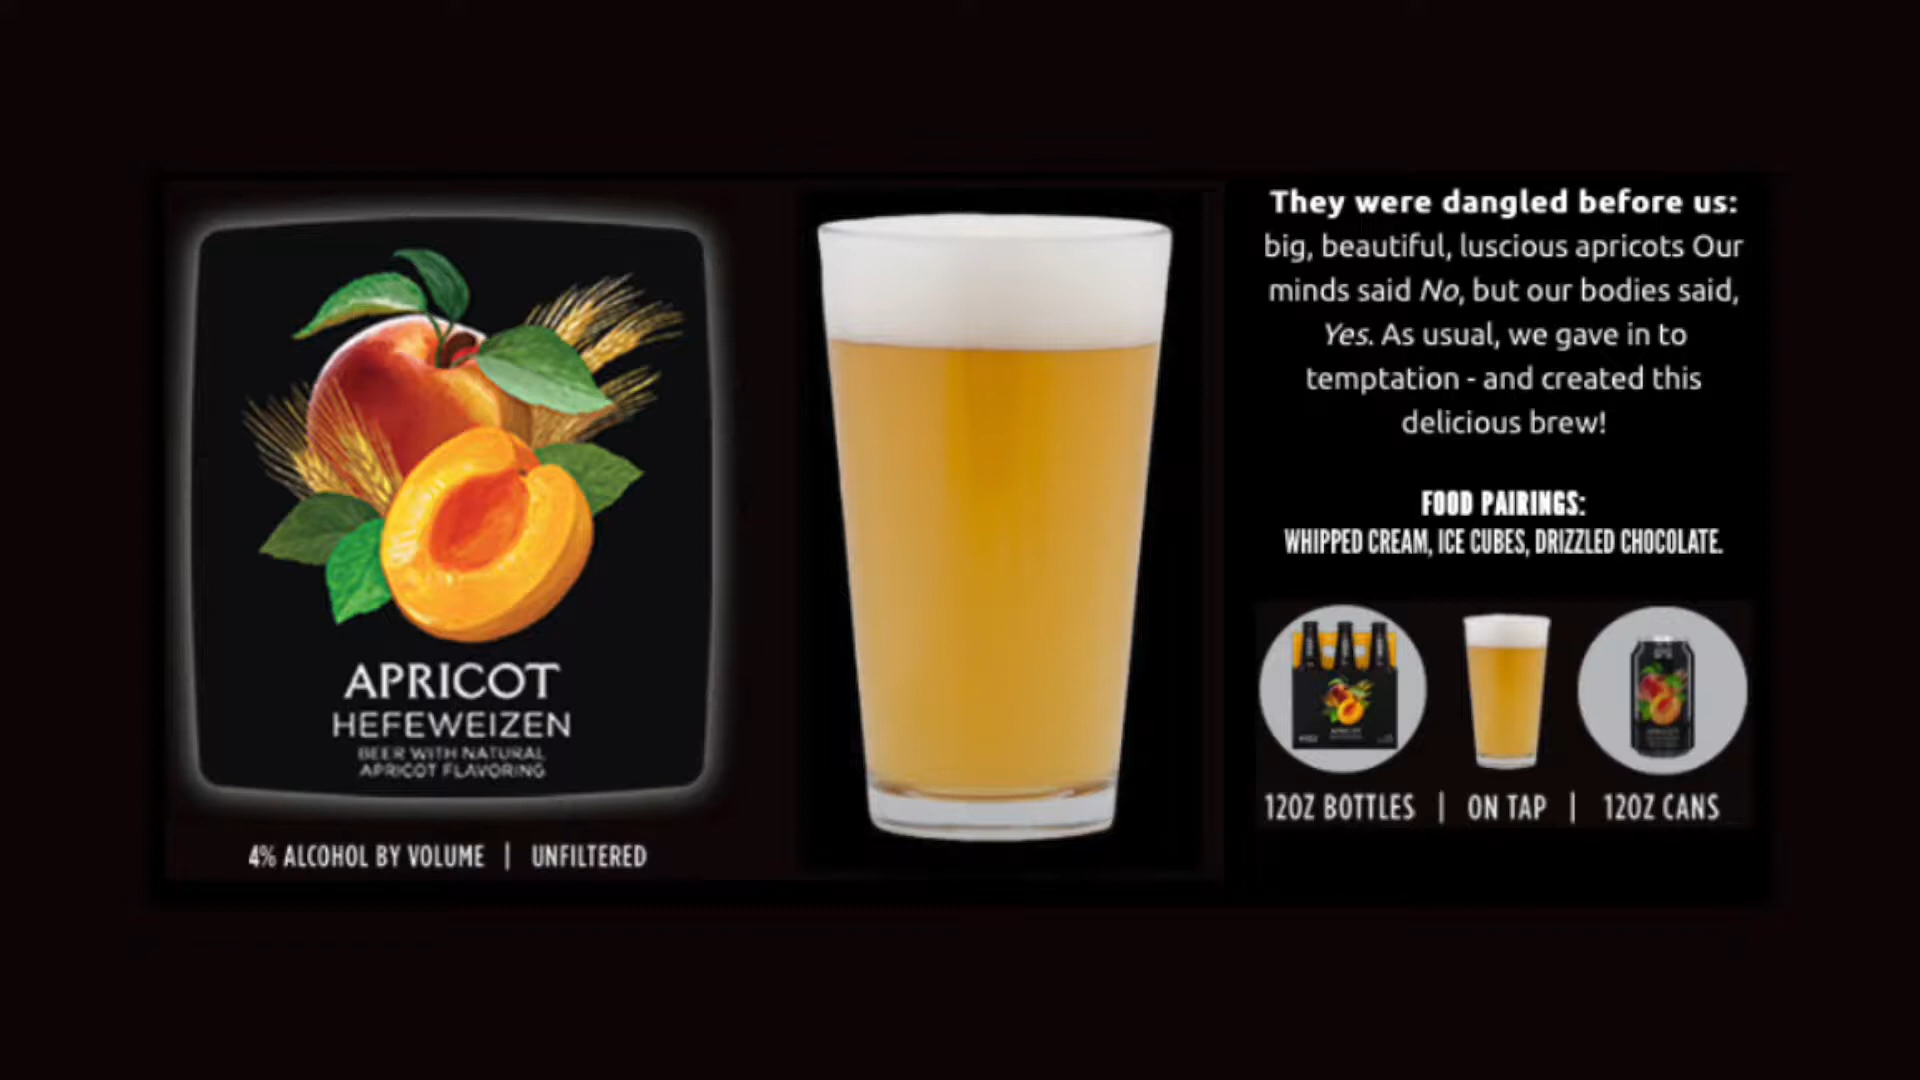 They were dangled before us:
big, beautiful, luscious apricots Our
minds said No, but our bodies said,
Yes. As usual, we gave in to
temptation - and created this
delicious brew!
FOOD PAIRINGS:
WHIPPED CREAM, ICE CUBES, DRIZZLED CHOCOLATE.
APRICOT
HEFEWEIZEN
BEER WITH NATURAL
APRICOT FLAVORING
4% ALCOHOL BY VOLUME | UNFILTERED
12OZ BOTTLES | ON TAP | 12OZ CANS